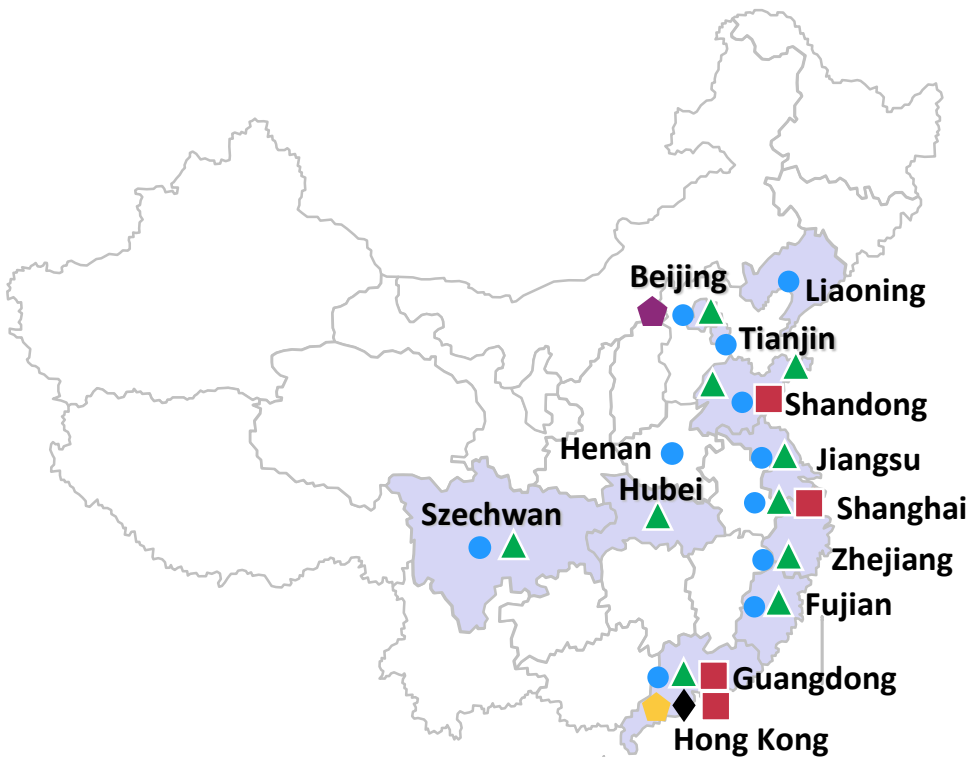 Beijing
Liaoning
Tianjin
Shandong
Henan
Jiangsu
Hubei
Szechwan
Shanghai
Zhejiang
Fujian
Guangdong
Hong Kong